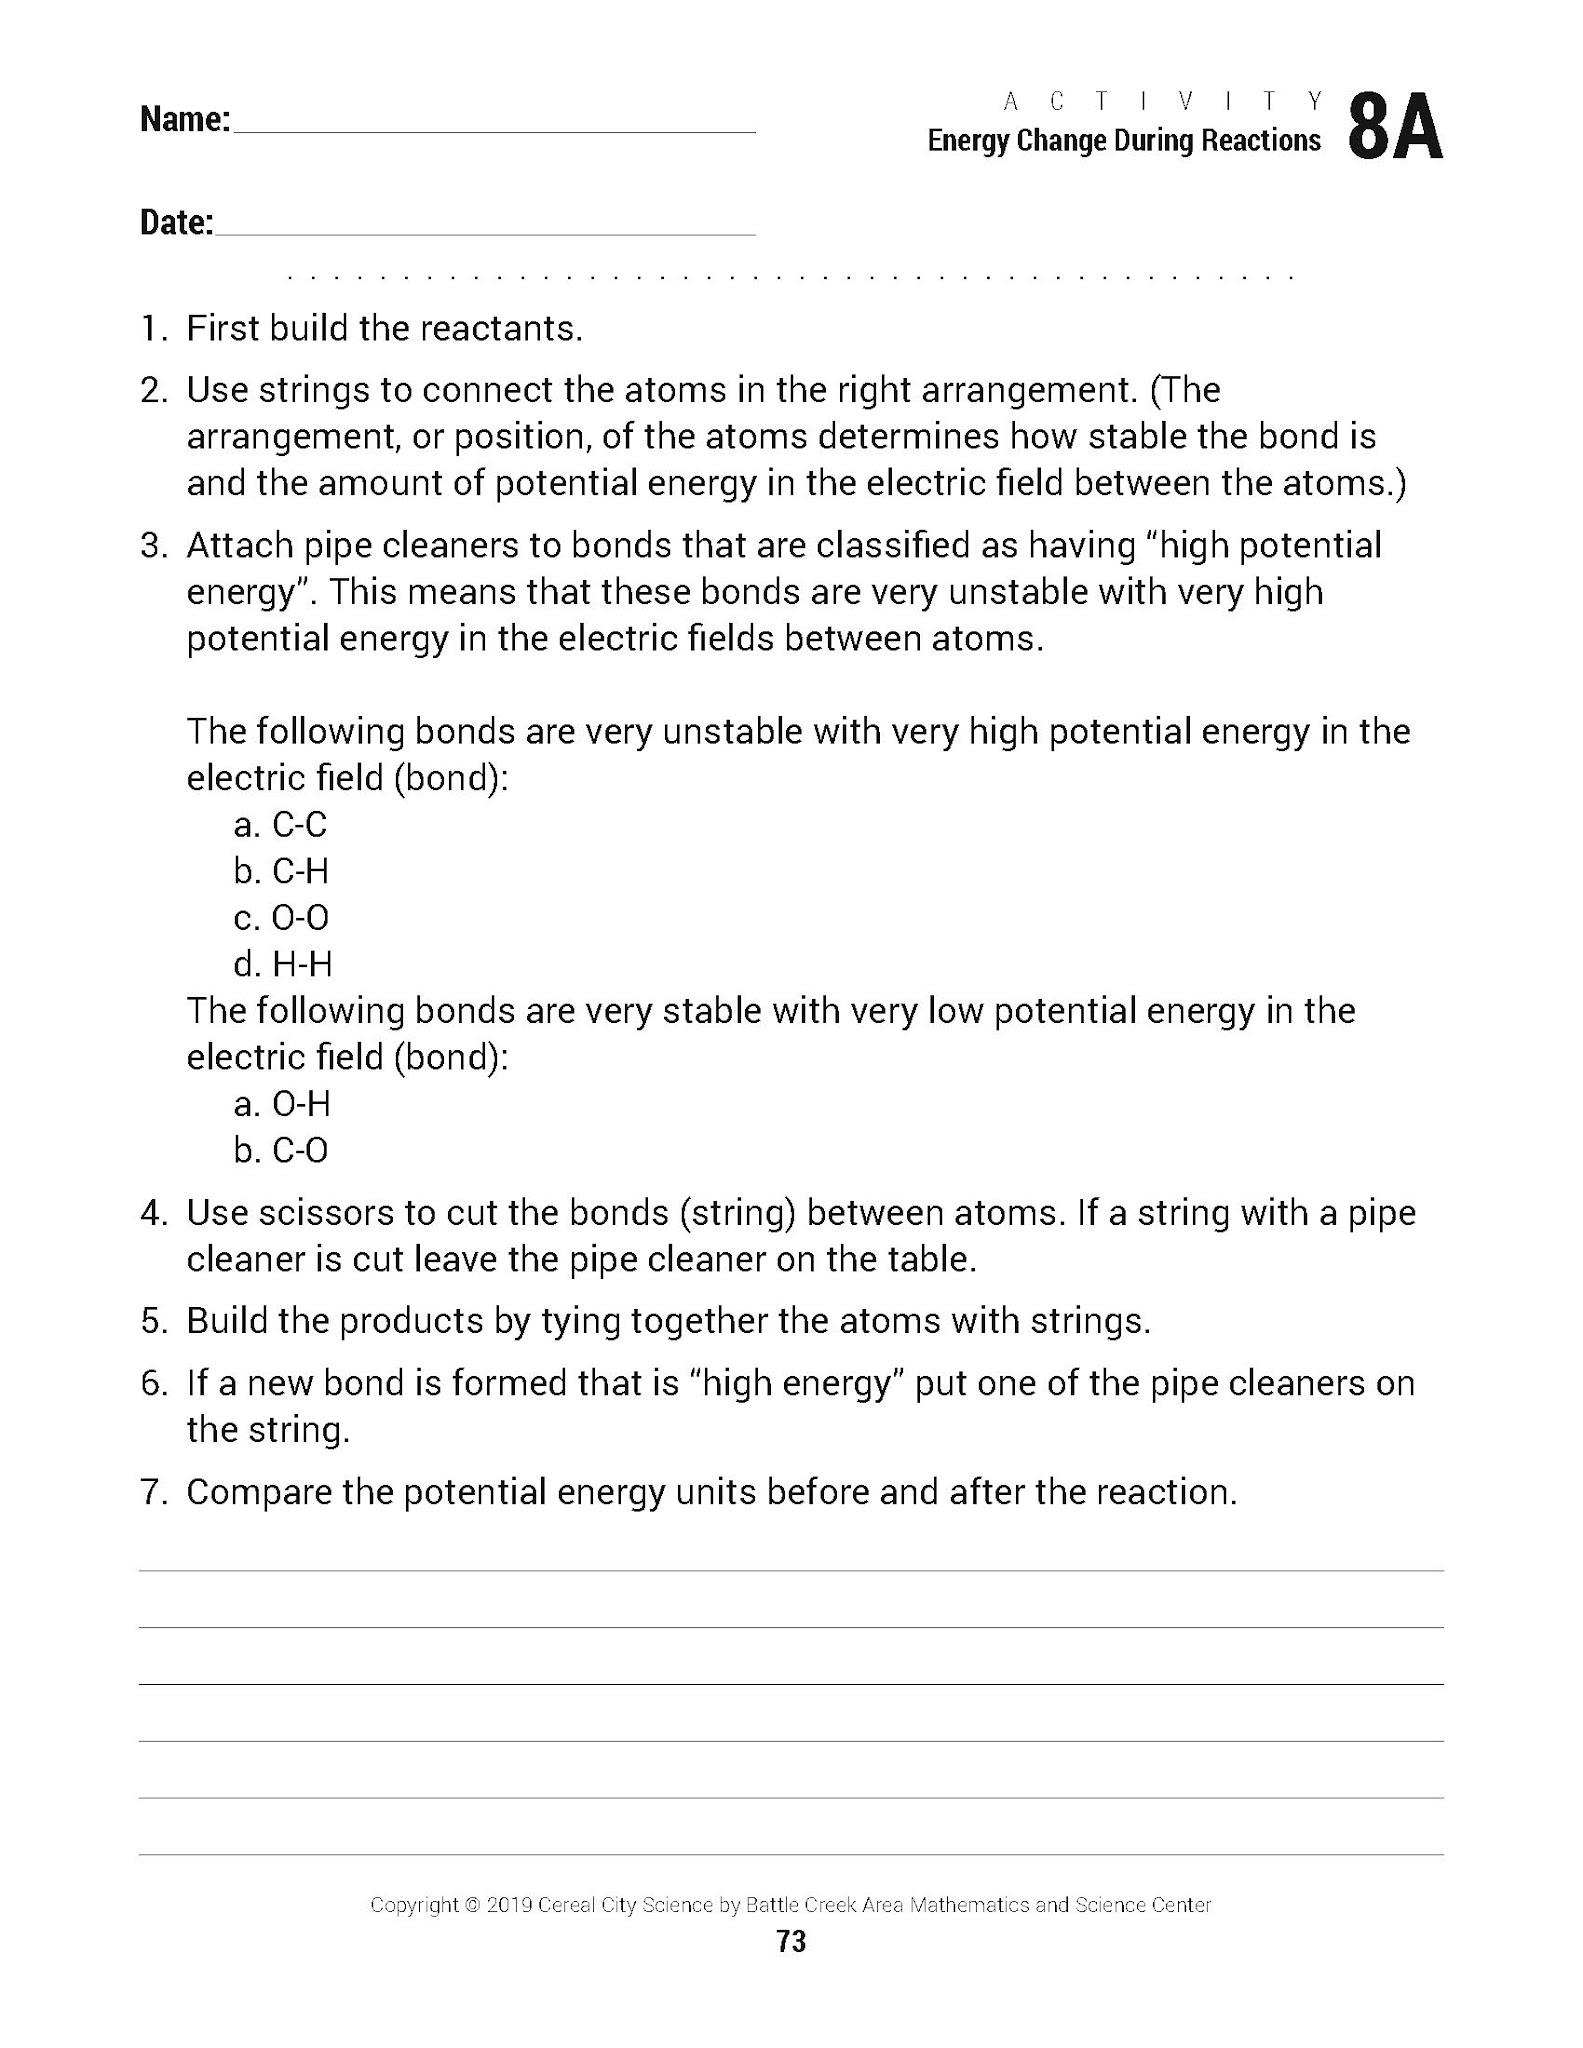 Name:
ACTIVITY
Energy Change During Reactions
8A
Date:
1. First build the reactants.
2. Use strings to connect the atoms in the right arrangement. (The
arrangement, or position, of the atoms determines how stable the bond is
and the amount of potential energy in the electric field between the atoms.)
3. Attach pipe cleaners to bonds that are classified as having “high potential
energy”. This means that these bonds are very unstable with very high
potential energy in the electric fields between atoms.
The following bonds are very unstable with very high potential energy in the
electric field (bond):
a. C-C
b. C-H
c. O-O
d. H-H
The following bonds are very stable with very low potential energy in the
electric field (bond):
a. O-H
b. C-O
4. Use scissors to cut the bonds (string) between atoms. If a string with a pipe
cleaner is cut leave the pipe cleaner on the table.
5. Build the products by tying together the atoms with strings.
6. If a new bond is formed that is “high energy” put one of the pipe cleaners on
the string.
7. Compare the potential energy units before and after the reaction.
Copyright © 2019 Cereal City Science by Battle Creek Area Mathematics and Science Center
73